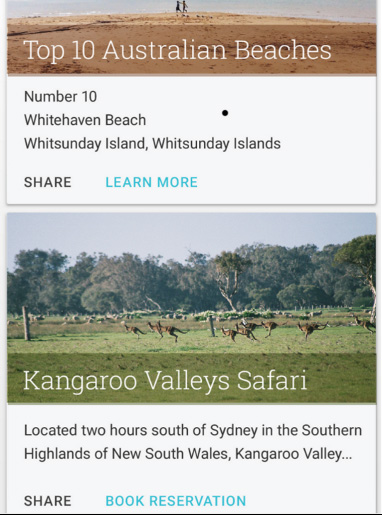 Top 10 Australian Beaches
Number 10
Whitehaven Beach
Whitsunday Island, Whitsunday Islands
SHARE LEARN MORE
Kangaroo Valleys Safari
Located two hours south of Sydney in the Southern
Highlands of New South Wales, Kangaroo Valley...
SHARE BOOK RESERVATION